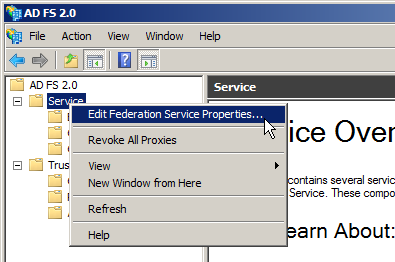 AD FS 2.0
File Action View Window Help
AD FS 2.0
Service
Service
Edit Federation Service Properties...
Revoke All Proxies
View
New Window from Here
Refresh
Help
Trus
ice Over
contains several servic
Service. These compo
earn About: